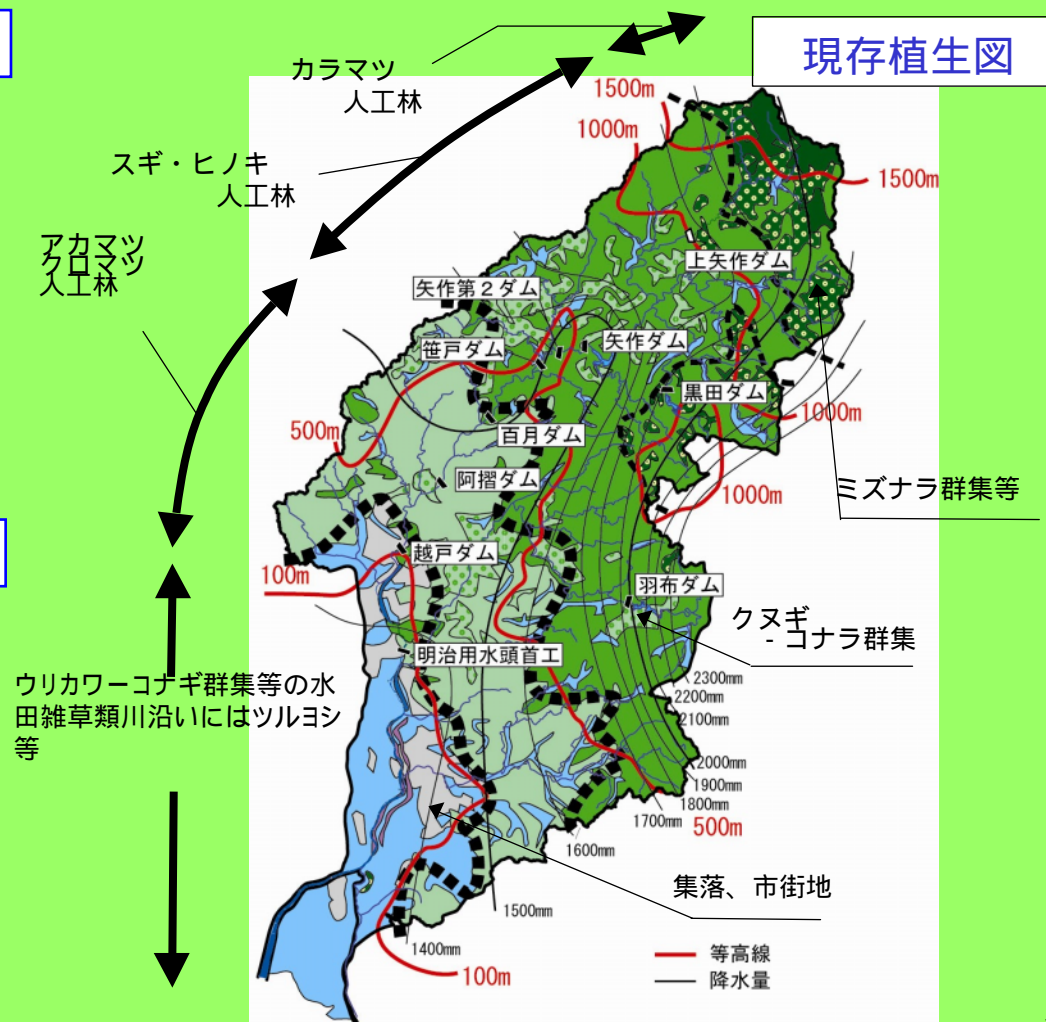 現存植生図
カラマツ
人工林
スギ・ヒノキ
人工林
アカマツ
クロマツ
人工林
1500m
1000m
1500m
上矢作ダム
矢作第2ダム
矢作ダム
笹戸ダム
黒田ダム
1000m
500m
百月ダム
阿摺ダム
1000m
ミズナラ群集等
越戸ダム
100m
羽布ダム
クヌギ
- コナラ群集
明治用水頭首工
ウリカワーコナギ群集等の水
田雑草類川沿いにはツルヨシ
等
2300mm
2200mm
2100mm
2000mm
1900mm
1800mm
1700mm
500m
1600mm
集落、市街地
1500mm
1400mm
100m
等高線
降水量